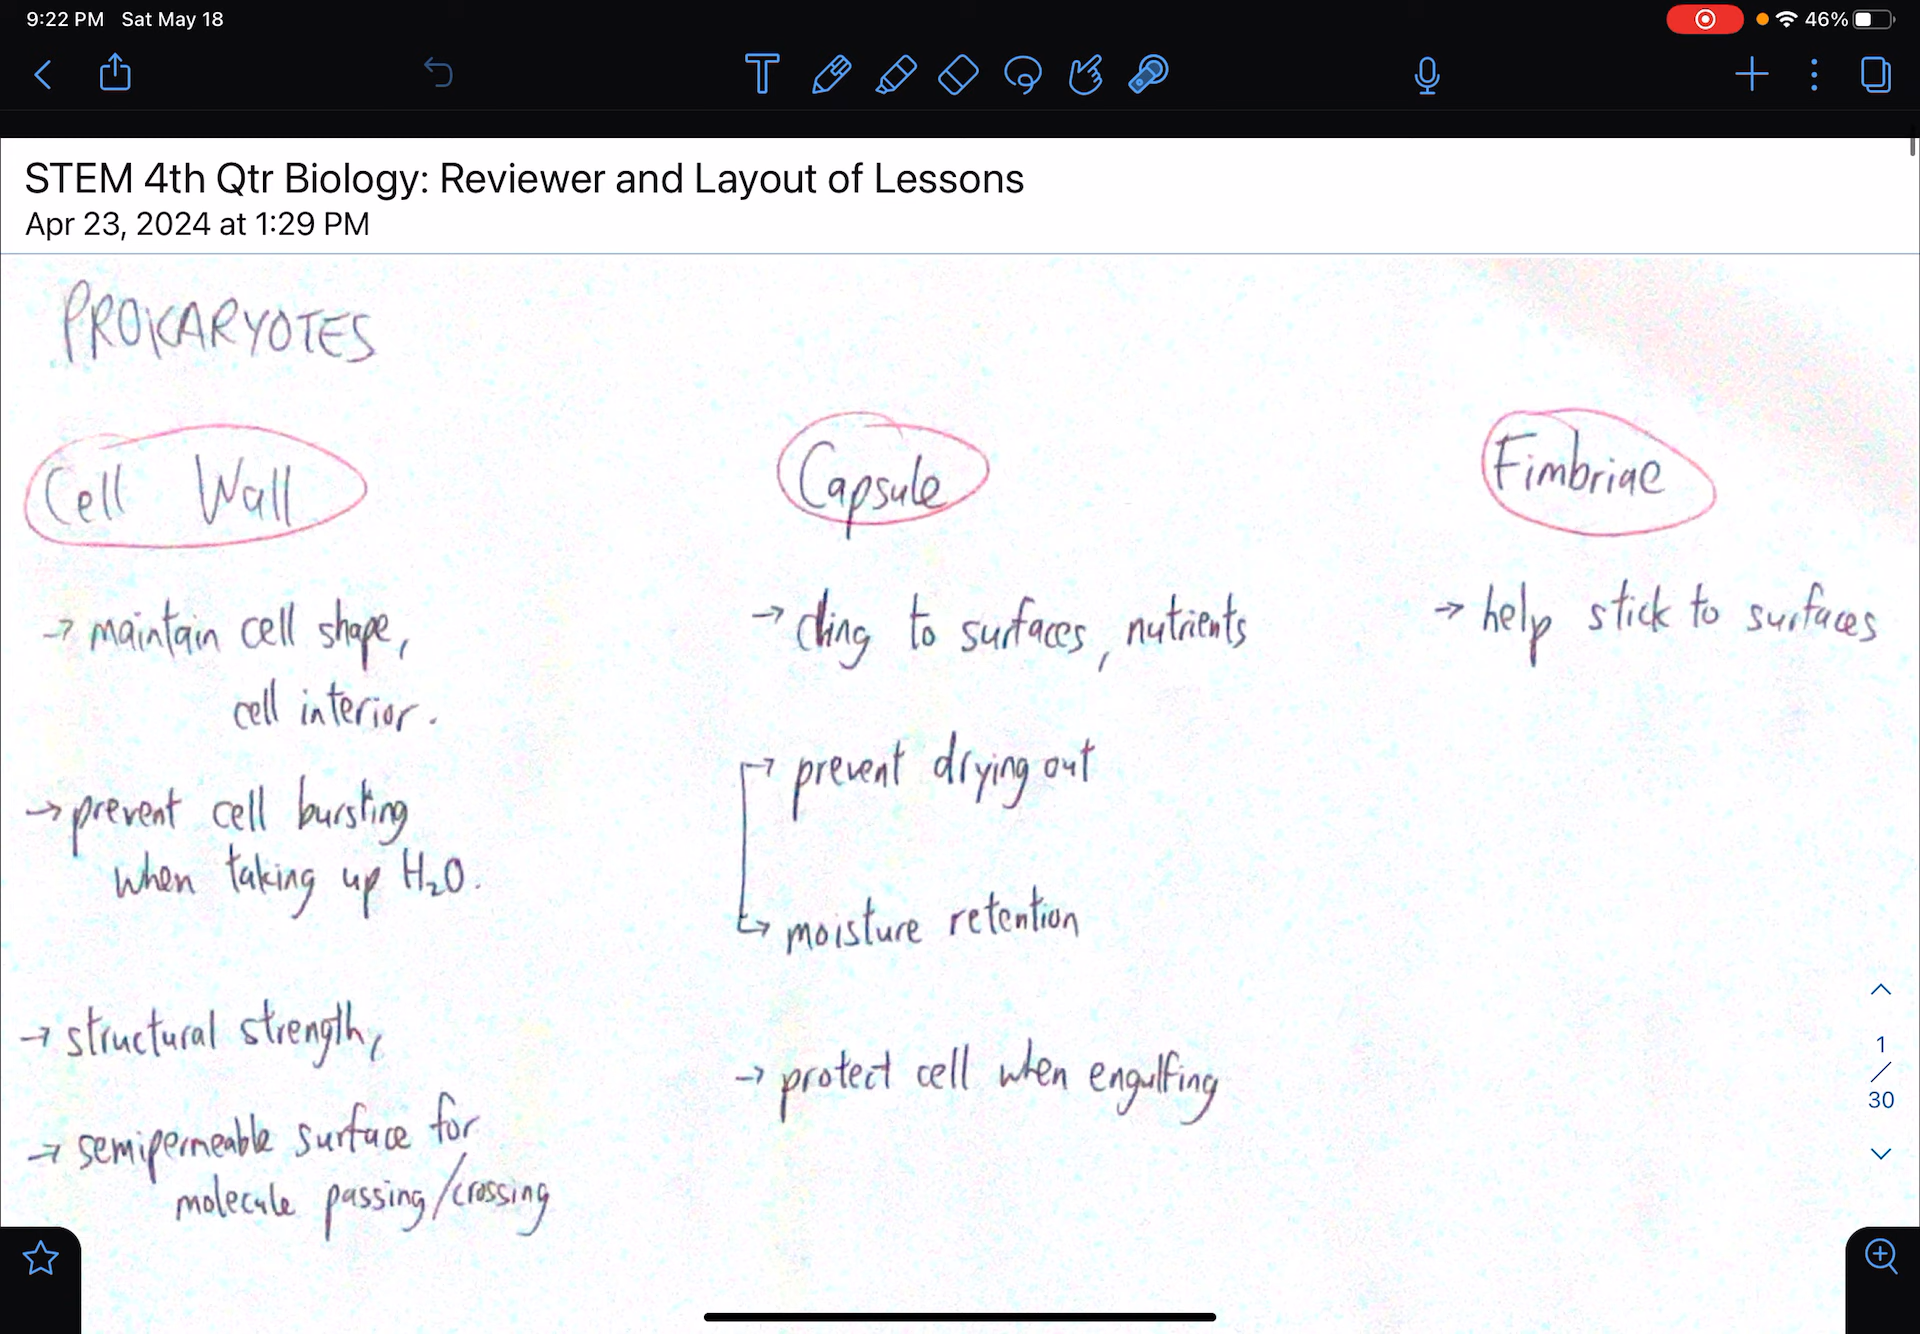 9:22 PM Sat May 18
46%
STEM 4th Qtr Biology: Reviewer and Layout of Lessons
Apr 23, 2024 at 1:29 PM
PROKARYOTES
Cell Wall
→ maintain cell shape,
cell interior.
→ prevent cell bursting
when taking up H₂O.
→ structural strength,
→ semipermeable surface for
molecule passing/crossing
Capsule
→ cling to surfaces, nutrients
→ prevent drying out
→ moisture retention
→ protect cell when engulfing
Fimbriae
→ help stick to surfaces
1
/
30